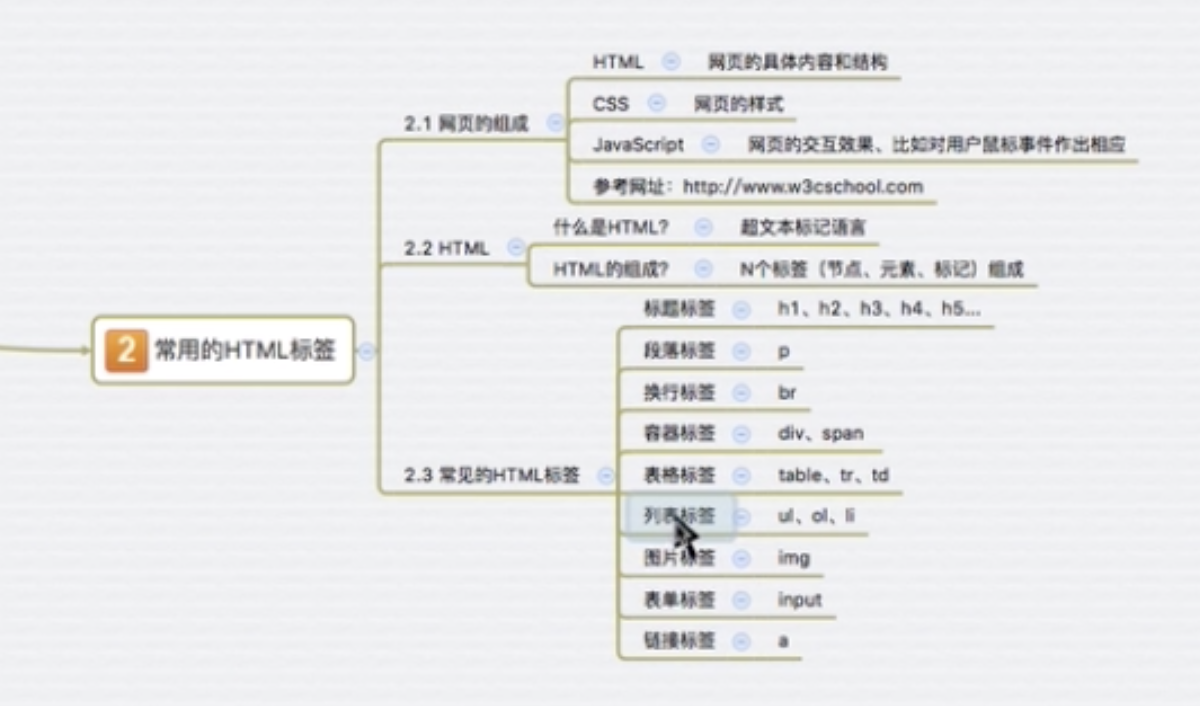 HTML 网页的具体内容和结构
CSS 网页的样式
2.1 网页的组成
JavaScript 网页的交互效果、比如对用户鼠标事件作出相应
参考网址：http://www.w3cschool.com
什么是HTML? 超文本标记语言
2.2 HTML
HTML的组成? N个标签（节点、元素、标记）组成
标题标签 h1、h2、h3、h4、h5...
2 常用的HTML标签
段落标签 p
换行标签 br
容器标签 div、span
2.3 常见的HTML标签
表格标签 table、tr、td
列表标签 ul、ol、li
图片标签 img
表单标签 input
链接标签 a